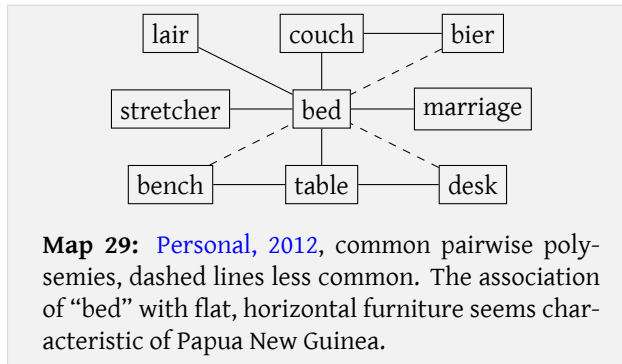 lair couch bier
stretcher bed marriage
bench table desk
Map 29: Personal, 2012, common pairwise poly-
semies, dashed lines less common. The association
of “bed” with flat, horizontal furniture seems char-
acteristic of Papua New Guinea.